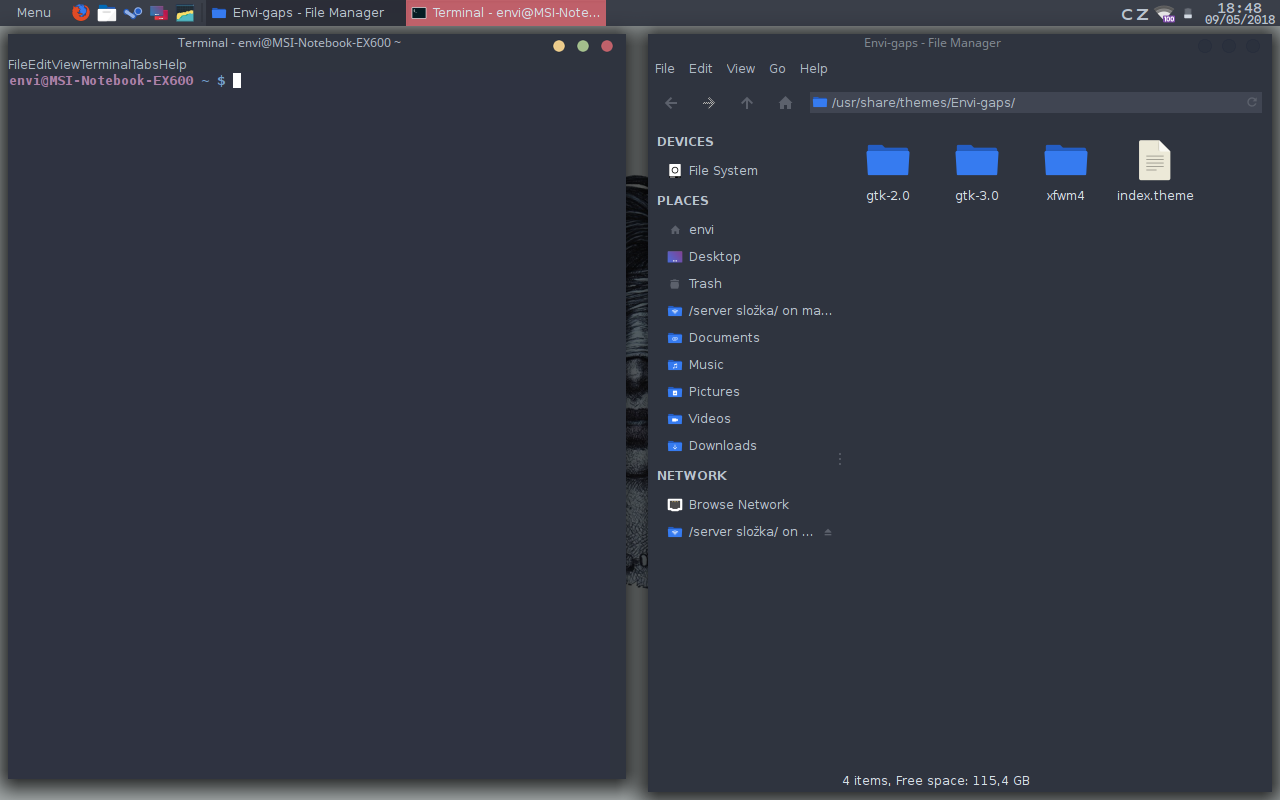 Menu Envi-gaps - File Manager Terminal - envi@MSI-Note... CZ 100 18:48
09/05/2018
Terminal - envi@MSI-Notebook-EX600 ~
FileEditViewTerminalTabsHelp
envi@MSI-Notebook-EX600 ~ $
Envi-gaps - File Manager
File Edit View Go Help
/usr/share/themes/Envi-gaps/
DEVICES
File System
PLACES
envi
Desktop
Trash
/server složka/ on ma...
Documents
Music
Pictures
Videos
Downloads
NETWORK
Browse Network
/server složka/ on ...
gtk-2.0 gtk-3.0 xfwm4 index.theme
4 items, Free space: 115,4 GB